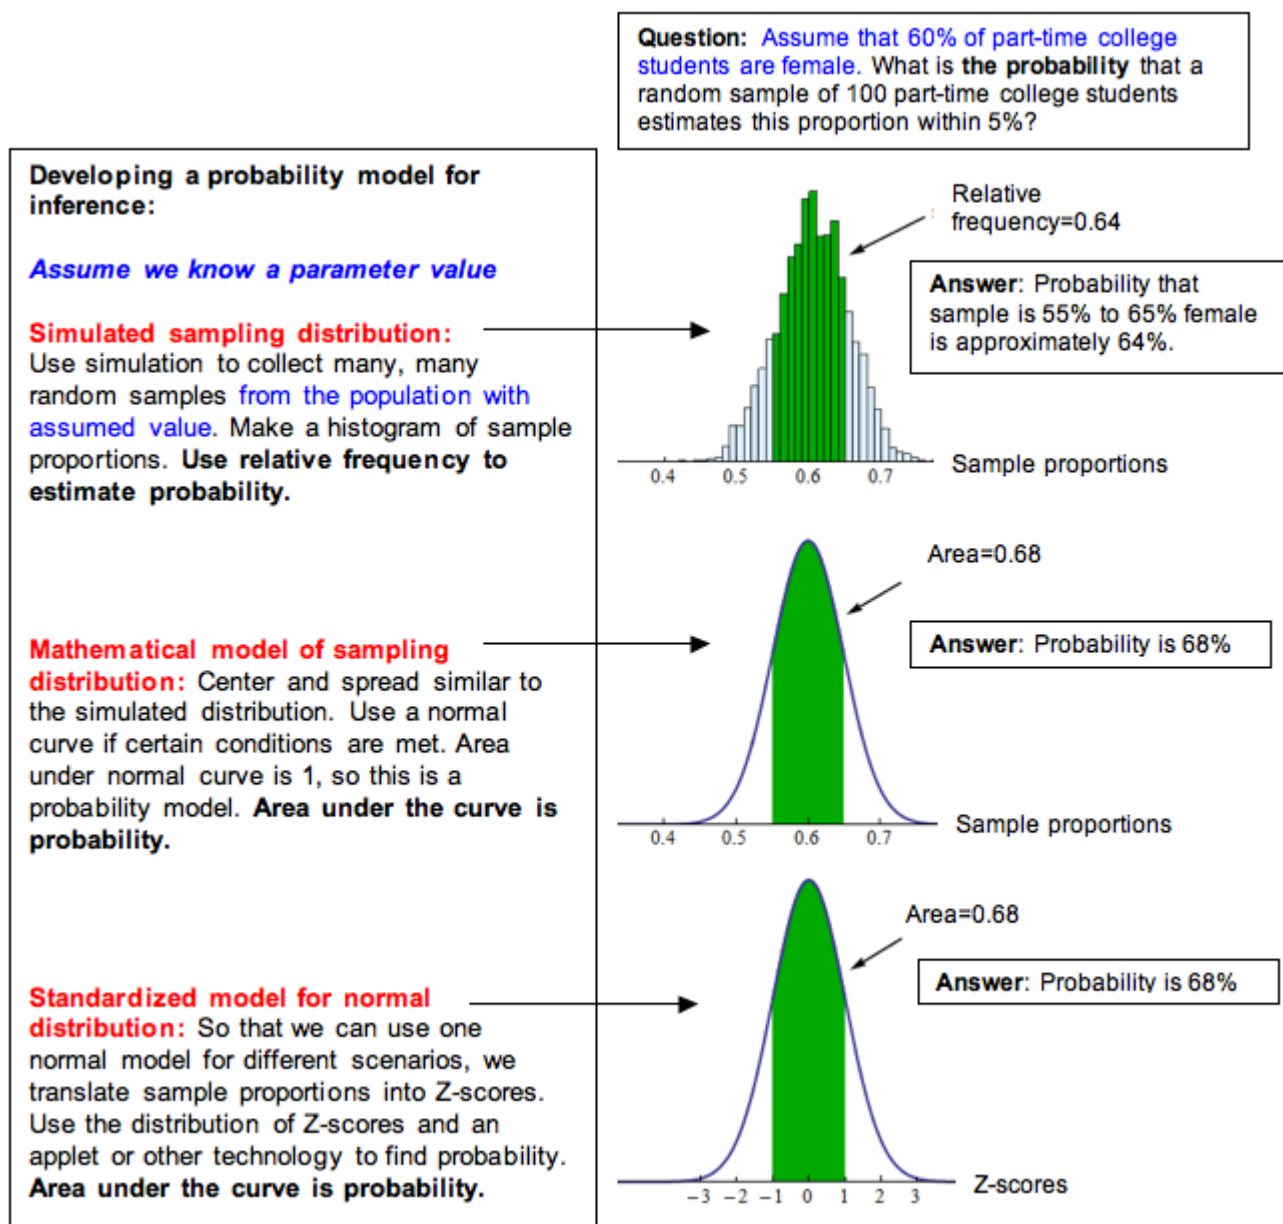 Question: Assume that 60% of part-time college
students are female. What is the probability that a
random sample of 100 part-time college students
estimates this proportion within 5%?
Developing a probability model for
inference:
Assume we know a parameter value
Simulated sampling distribution:
Use simulation to collect many, many
random samples from the population with
assumed value. Make a histogram of sample
proportions. Use relative frequency to
estimate probability.
Relative
frequency=0.64
Answer: Probability that
sample is 55% to 65% female
is approximately 64%.
0.4 0.5 0.6 0.7
Sample proportions
Mathematical model of sampling
distribution: Center and spread similar to
the simulated distribution. Use a normal
curve if certain conditions are met. Area
under normal curve is 1, so this is a
probability model. Area under the curve is
probability.
Area=0.68
Answer: Probability is 68%
0.4 0.5 0.6 0.7
Sample proportions
Standardized model for normal
distribution: So that we can use one
normal model for different scenarios, we
translate sample proportions into Z-scores.
Use the distribution of Z-scores and an
applet or other technology to find probability.
Area under the curve is probability.
Area=0.68
Answer: Probability is 68%
−3 −2 −1 0 1 2 3
Z-scores